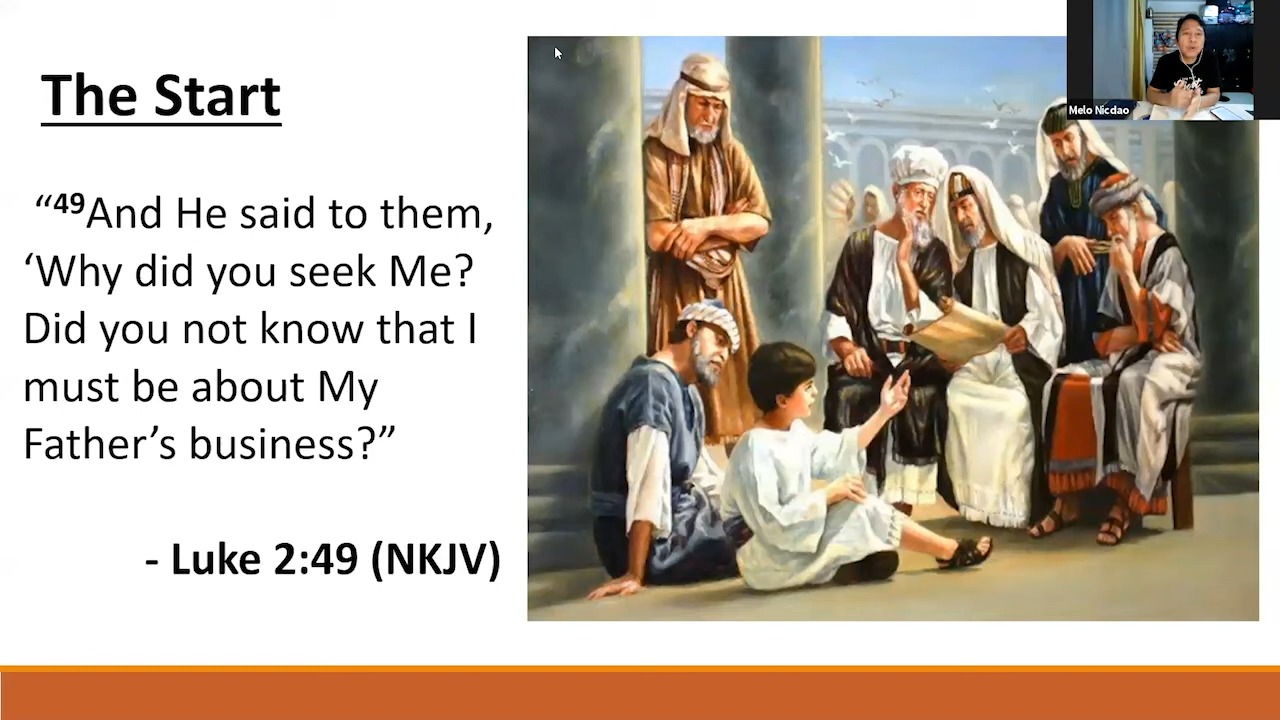 The Start
“49And He said to them,
‘Why did you seek Me?
Did you not know that I
must be about My
Father’s business?”
- Luke 2:49 (NKJV)
Melo Nicdao